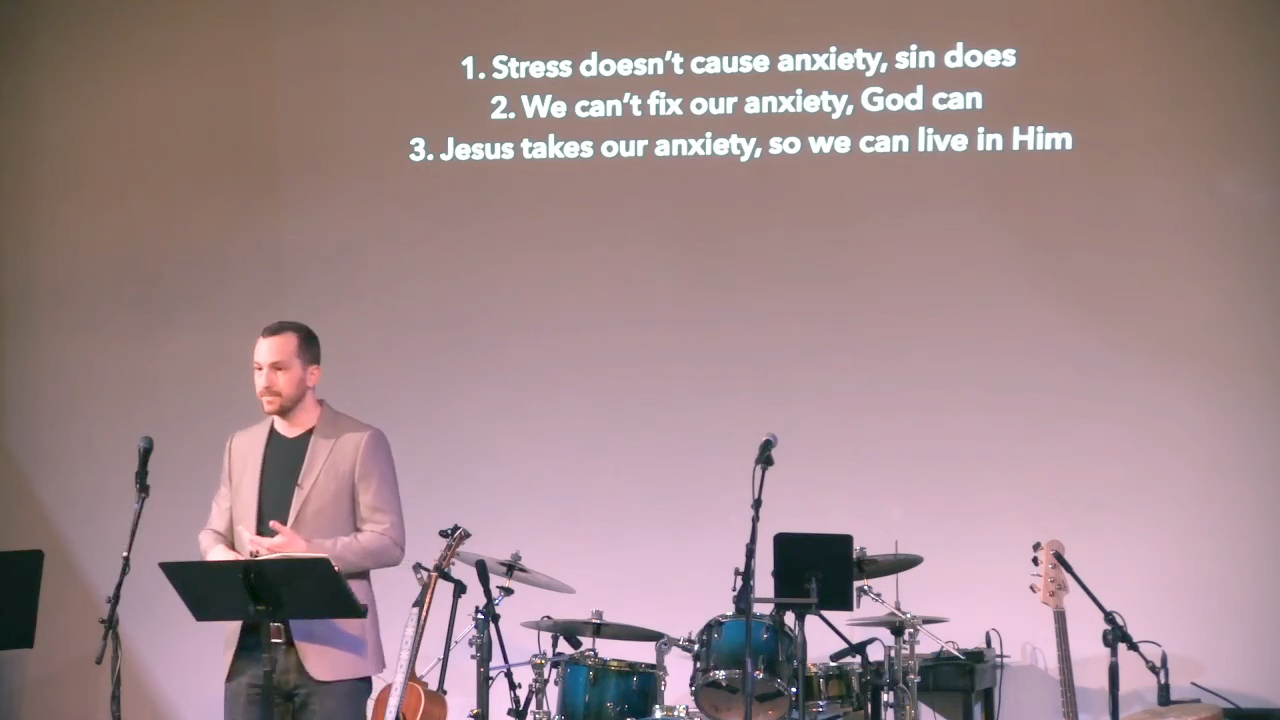 1. Stress doesn't cause anxiety, sin does
2. We can't fix our anxiety, God can
3. Jesus takes our anxiety, so we can live in Him